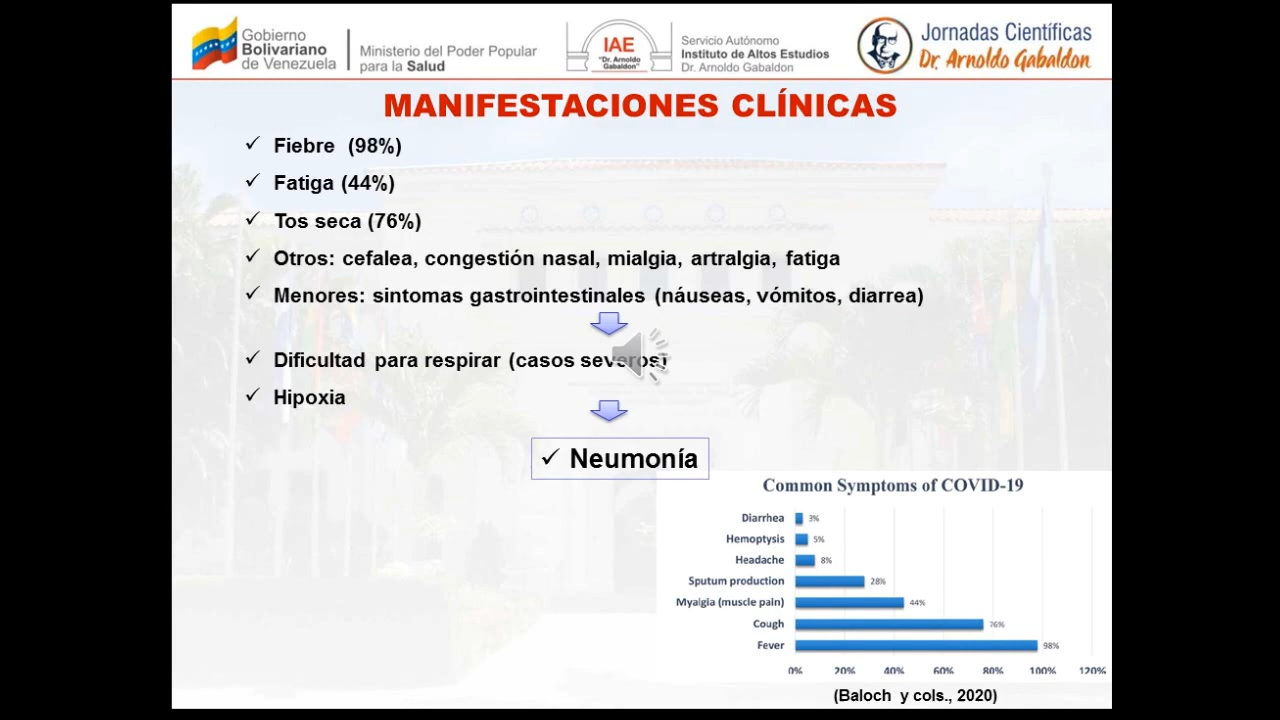 Gobierno
Bolivariano
de Venezuela
Ministerio del Poder Popular
para la Salud
IAE
"Dr. Arnoldo
Gabaldon"
Servicio Autónomo
Instituto de Altos Estudios
Dr. Arnoldo Gabaldon
Jornadas Científicas
Dr. Arnoldo Gabaldon
MANIFESTACIONES CLÍNICAS
✓ Fiebre (98%)
✓ Fatiga (44%)
✓ Tos seca (76%)
✓ Otros: cefalea, congestión nasal, mialgia, artralgia, fatiga
✓ Menores: sintomas gastrointestinales (náuseas, vómitos, diarrea)
✓ Dificultad para respirar (casos severos)
✓ Hipoxia
✓ Neumonía
Common Symptoms of COVID-19
Diarrhea 3%
Hemoptysis 5%
Headache 8%
Sputum production 28%
Myalgia (muscle pain) 44%
Cough 76%
Fever 98%
0% 20% 40% 60% 80% 100% 120%
(Baloch y cols., 2020)